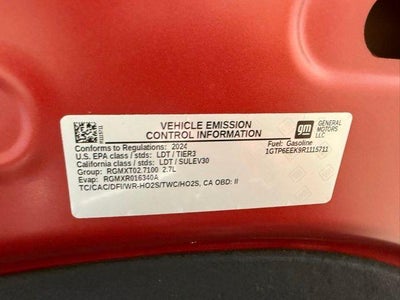 VEHICLE EMISSION
CONTROL INFORMATION
gm
GENERAL
MOTORS LLC
Conforms to Regulations: 2024
Fuel: Gasoline
U.S. EPA class / stds: LDT / TIER3
1GTP6EEK9R1115711
California class / stds: LDT / SULEV30
Group: RGMXT02.7100 2.7L
Evap: RGMXR016340A
TC/CAC/DFI/WR-HO2S/TWC/HO2S, CA OBD: II